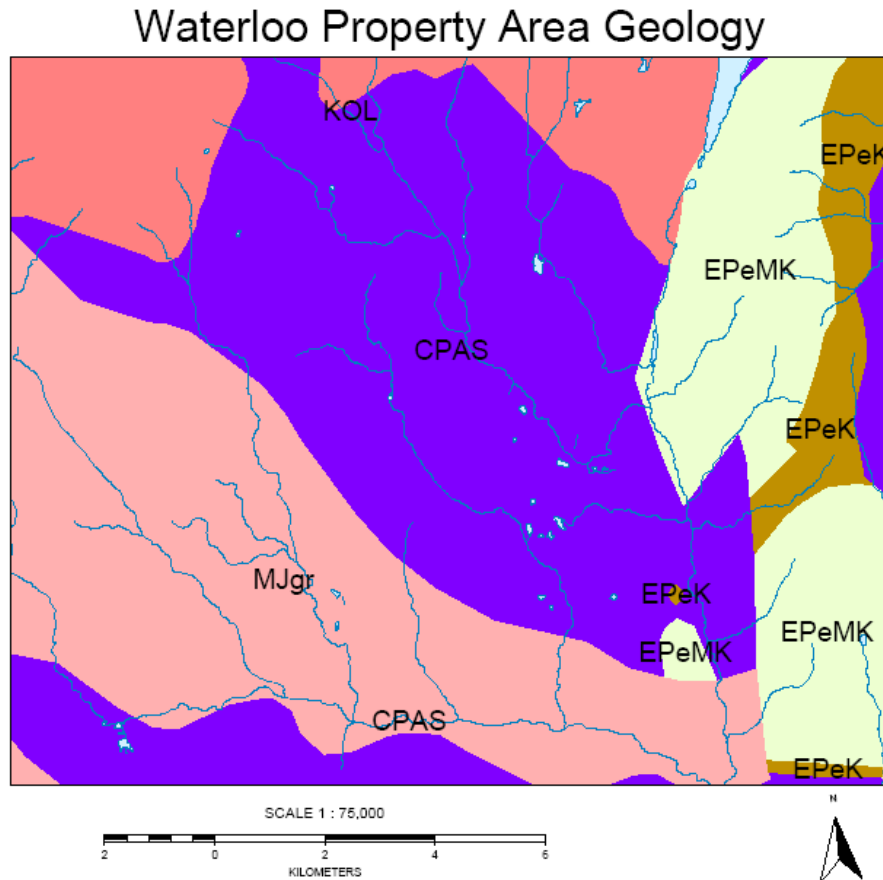 Waterloo Property Area Geology
KOL
EPeK
EPeMK
CPAS
EPeK
MJgr
EPeK
EPeMK
EPeMK
CPAS
EPeK
SCALE 1 : 75,000
2 0 2 4 6
KILOMETERS
N